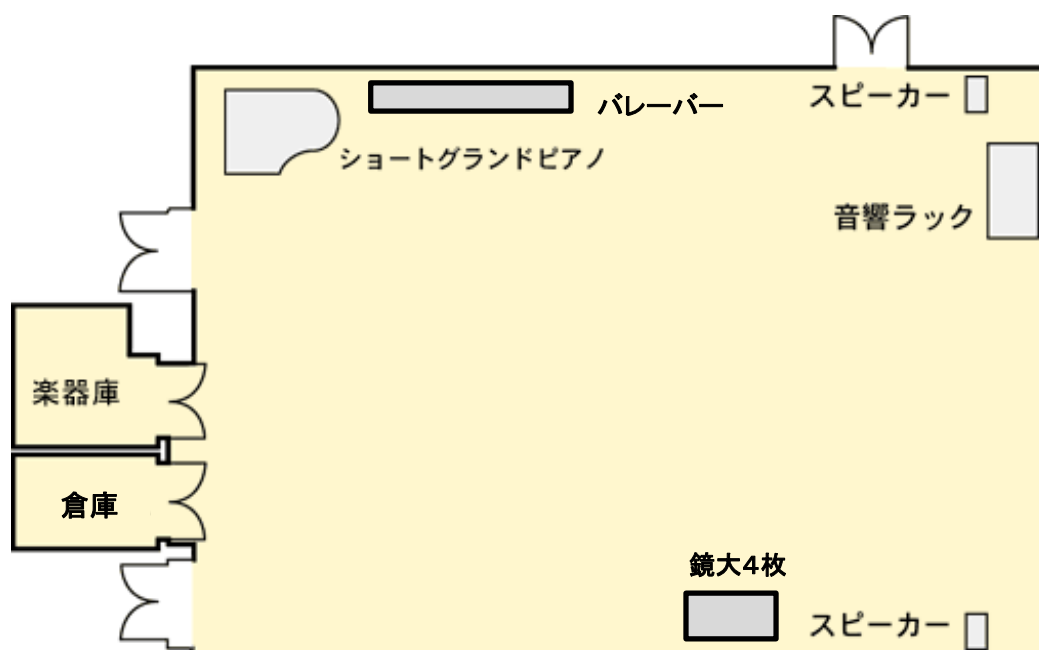 スピーカー
バレーバー
ショートグランドピアノ
音響ラック
楽器庫
倉庫
鏡大4枚
スピーカー